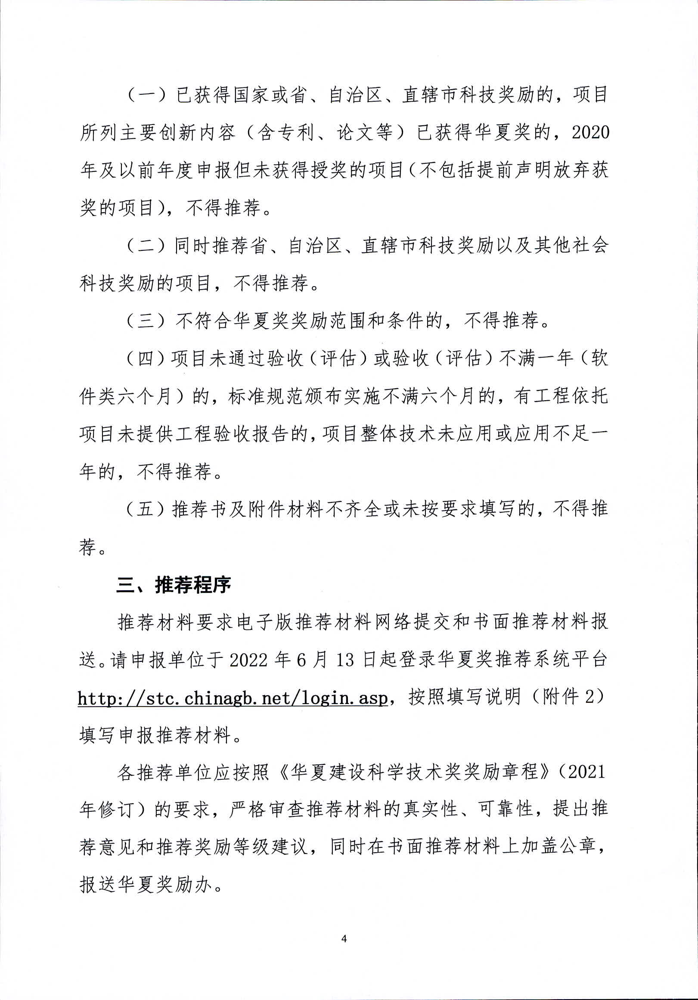 （一）已获得国家或省、自治区、直辖市科技奖励的，项目
所列主要创新内容（含专利、论文等）已获得华夏奖的，2020
年及以前年度申报但未获得授奖的项目（不包括提前声明放弃获
奖的项目），不得推荐。
（二）同时推荐省、自治区、直辖市科技奖励以及其他社会
科技奖励的项目，不得推荐。
（三）不符合华夏奖奖励范围和条件的，不得推荐。
（四）项目未通过验收（评估）或验收（评估）不满一年（软
件类六个月）的，标准规范颁布实施不满六个月的，有工程依托
项目未提供工程验收报告的，项目整体技术未应用或应用不足一
年的，不得推荐。
（五）推荐书及附件材料不齐全或未按要求填写的，不得推
荐。
三、推荐程序
推荐材料要求电子版推荐材料网络提交和书面推荐材料报
送。请申报单位于 2022 年 6 月 13 日起登录华夏奖推荐系统平台
http://stc.chinagb.net/login.asp，按照填写说明（附件 2）
填写申报推荐材料。
各推荐单位应按照《华夏建设科学技术奖奖励章程》（2021
年修订）的要求，严格审查推荐材料的真实性、可靠性，提出推
荐意见和推荐奖励等级建议，同时在书面推荐材料上加盖公章，
报送华夏奖励办。
4